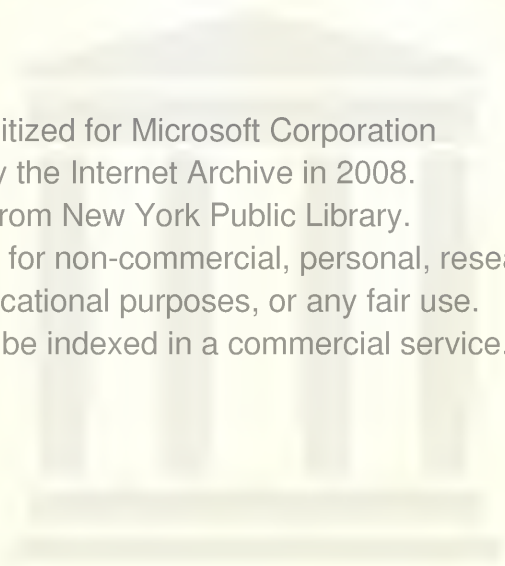 itized for Microsoft Corporation
y the Internet Archive in 2008.
rom New York Public Library.
for non-commercial, personal, resea
cational purposes, or any fair use.
be indexed in a commercial service.